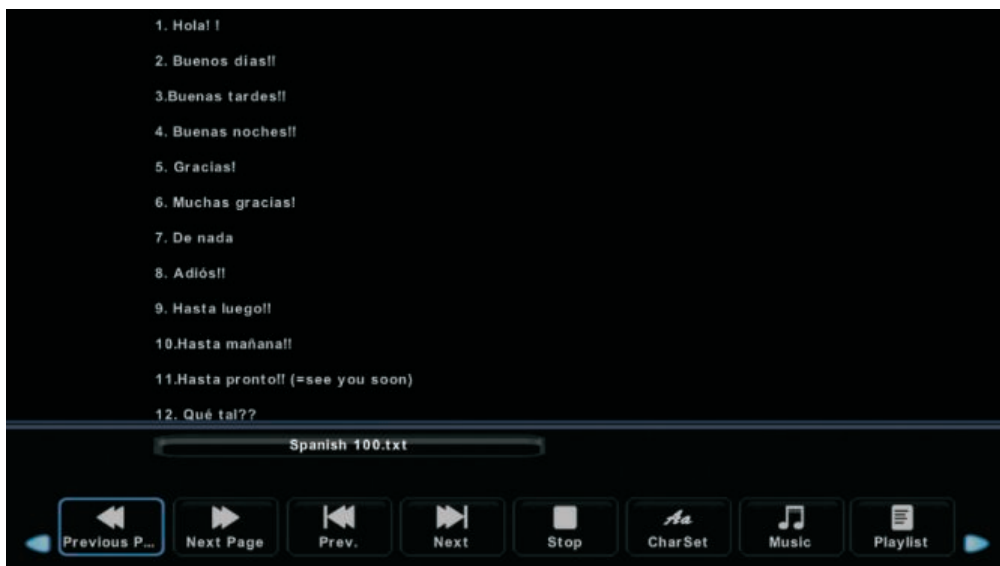 1. Hola! !
2. Buenos días!!
3.Buenas tardes!!
4. Buenas noches!!
5. Gracias!
6. Muchas gracias!
7. De nada
8. Adiós!!
9. Hasta luego!!
10.Hasta mañana!!
11.Hasta pronto!! (=see you soon)
12. Qué tal??
Spanish 100.txt
Previous P... Next Page Prev. Next Stop Aa CharSet Music Playlist